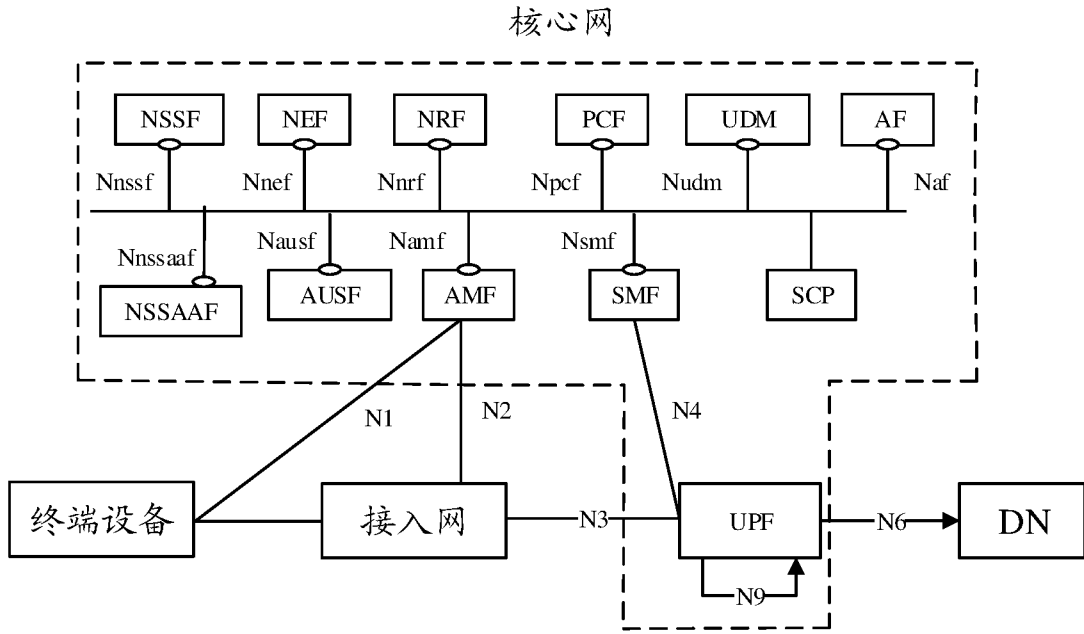 核心网
NSSF NEF NRF PCF UDM AF
Nnssf Nnef Nnrf Npcf Nudm Naf
Nnssaaf Nausf Namf Nsmf
NSSAAF AUSF AMF SMF SCP
N1 N2 N4
终端设备 接入网 N3 UPF N6 DN
N9